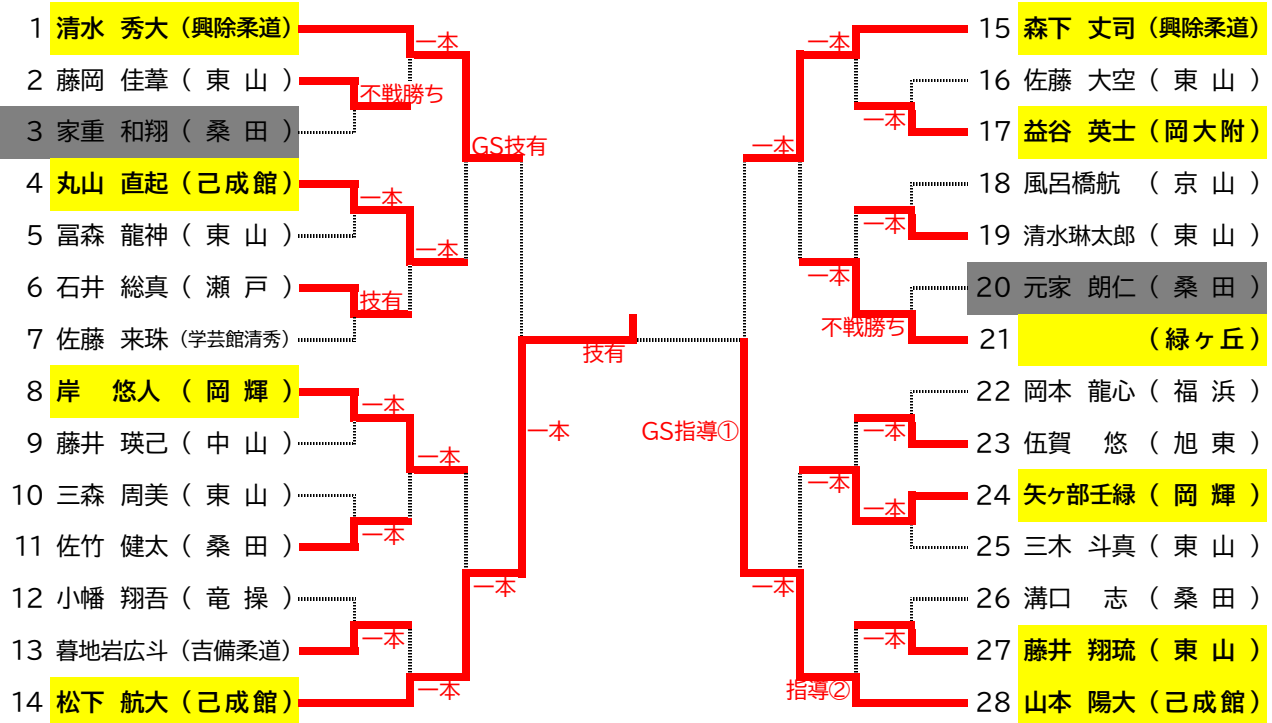 1 清水 秀大（興除柔道）
2 藤岡 佳葦（ 東 山 ）
3 家重 和翔（ 桑 田 ）
4 丸山 直起（己成館）
5 冨森 龍神（ 東 山 ）
6 石井 総真（ 瀬 戸 ）
7 佐藤 来珠（学芸館清秀）
8 岸 悠人（ 岡 輝 ）
9 藤井 瑛己（ 中 山 ）
10 三森 周美（ 東 山 ）
11 佐竹 健太（ 桑 田 ）
12 小幡 翔吾（ 竜 操 ）
13 暮地岩広斗（吉備柔道）
14 松下 航大（己成館）
一本
不戦勝ち
GS技有
一本
一本
技有
一本
一本
一本
一本
一本
一本
一本
技有
GS指導①
一本
一本
一本
一本
一本
不戦勝ち
一本
一本
一本
一本
一本
指導②
15 森下 丈司（興除柔道）
16 佐藤 大空（ 東 山 ）
17 益谷 英士（岡大附）
18 風呂橋航 （ 京 山 ）
19 清水琳太郎（ 東 山 ）
20 元家 朗仁（ 桑 田 ）
21 （緑ヶ丘）
22 岡本 龍心（ 福 浜 ）
23 伍賀 悠（ 旭 東 ）
24 矢ヶ部壬緑（ 岡 輝 ）
25 三木 斗真（ 東 山 ）
26 溝口 志（ 桑 田 ）
27 藤井 翔琉（ 東 山 ）
28 山本 陽大（己成館）